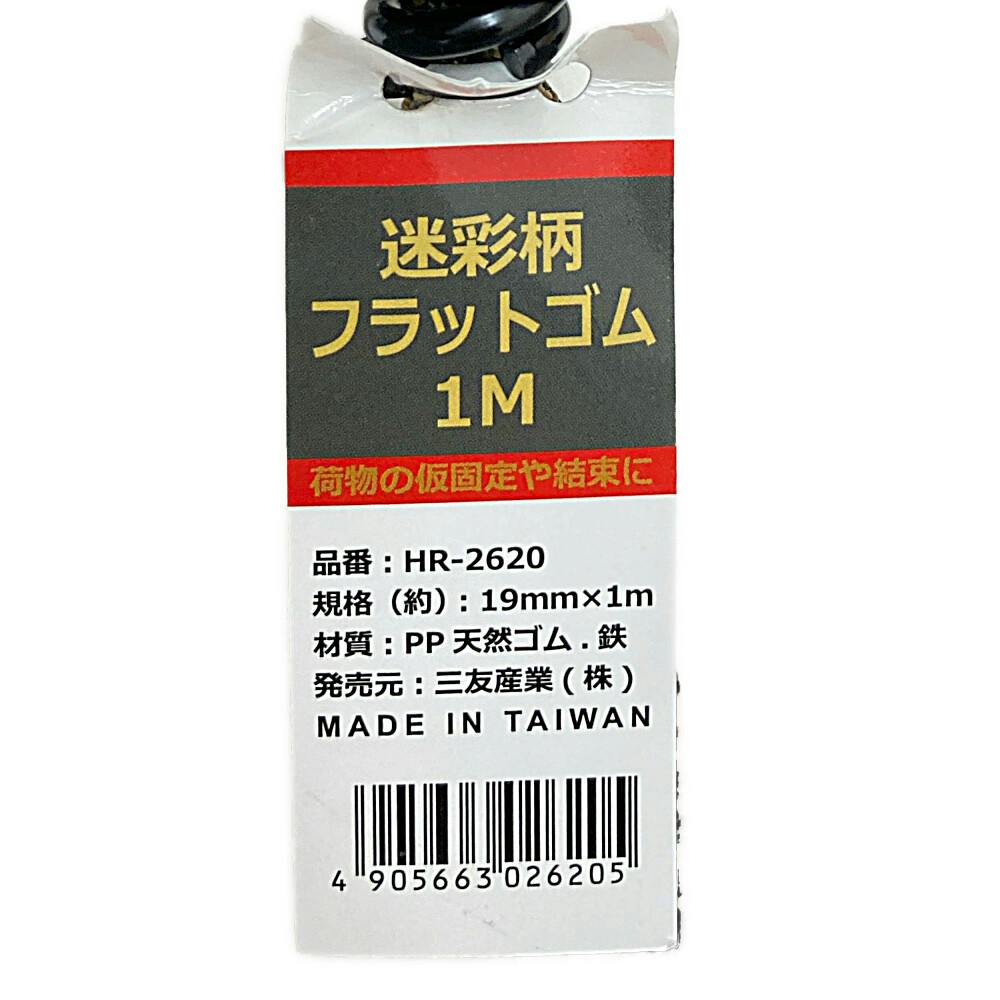 迷彩柄
フラットゴム
1M
荷物の仮固定や結束に
品番：HR-2620
規格（約）：19mm×1m
材質：PP 天然ゴム . 鉄
発売元：三友産業 ( 株 )
MADE IN TAIWAN
4 905663 026205